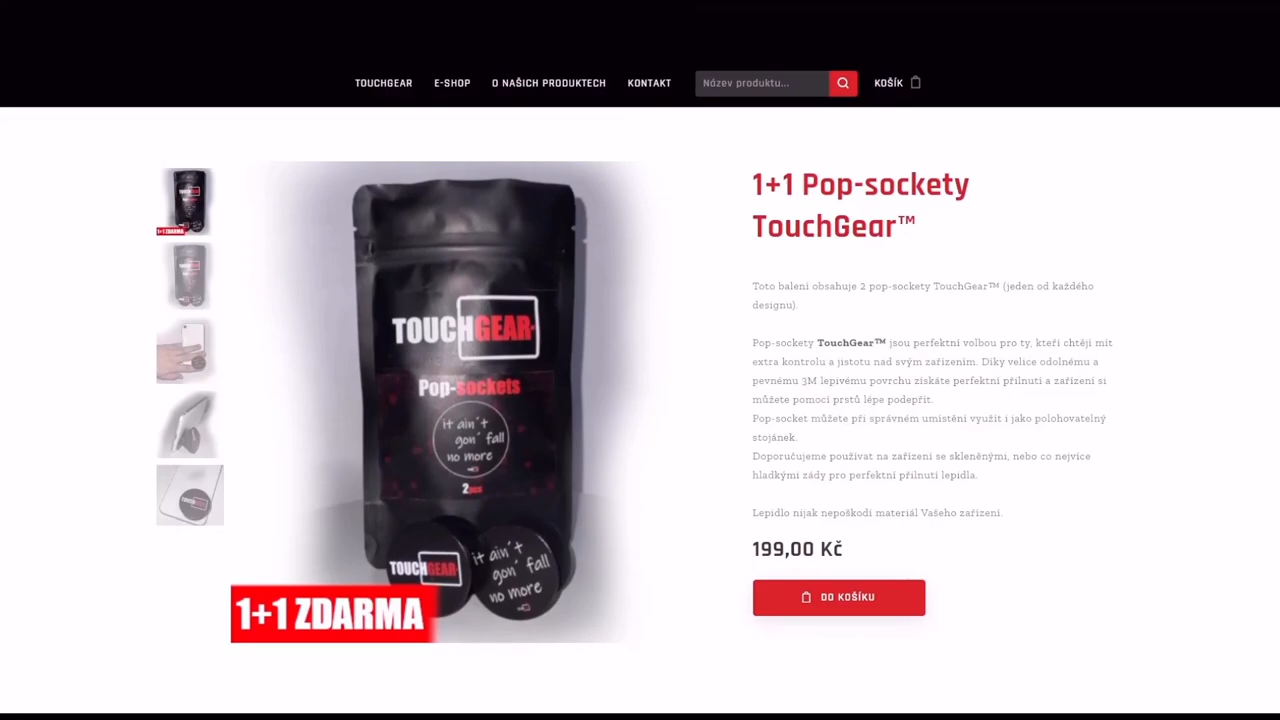 TOUCHGEAR E-SHOP O NAŠICH PRODUKTECH KONTAKT Název produktu... KOŠÍK
1+1 ZDARMA
TOUCHGEAR
Pop-sockets
it ain't
gon' fall
no more
2pcs
TOUCHGEAR
it ain't
gon' fall
no more
1+1 ZDARMA
1+1 Pop-sockety
TouchGear™
Toto balení obsahuje 2 pop-sockety TouchGear™ (jeden od každého
designu).
Pop-sockety TouchGear™ jsou perfektní volbou pro ty, kteří chtějí mít
extra kontrolu a jistotu nad svým zařízením. Díky velice odolnému a
pevnému 3M lepivému povrchu získáte perfektní přilnutí a zařízení si
můžete pomocí prstů lépe podepřít.
Pop-socket můžete při správném umístění využít i jako polohovatelný
stojánek.
Doporučujeme používat na zařízení se skleněnými, nebo co nejvíce
hladkými zády pro perfektní přilnutí lepidla.
Lepidlo nijak nepoškodí materiál Vašeho zařízení.
199,00 Kč
DO KOŠÍKU